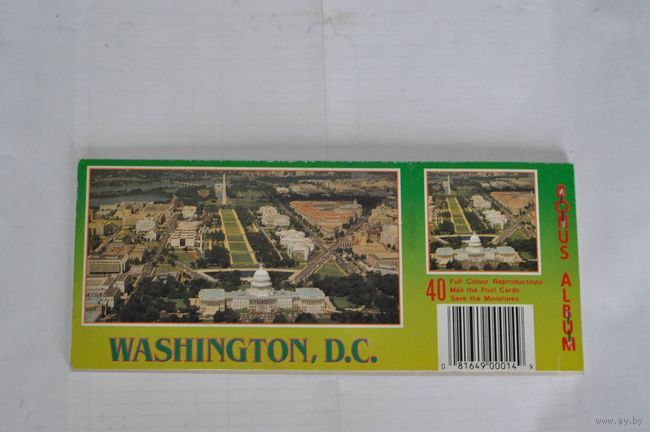 WASHINGTON, D.C.
40 Full Colour Reproductions
Mail the Post Cards
Save the Miniatures
0 81649 00014 9
BONUS ALBUM
www.ay.by